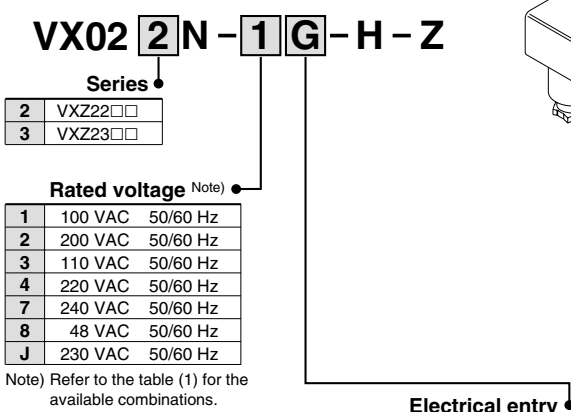 VX02 2 N – 1 G – H – Z
Series
2 VXZ22□□
3 VXZ23□□
Rated voltage Note)
1 100 VAC 50/60 Hz
2 200 VAC 50/60 Hz
3 110 VAC 50/60 Hz
4 220 VAC 50/60 Hz
7 240 VAC 50/60 Hz
8 48 VAC 50/60 Hz
J 230 VAC 50/60 Hz
Note) Refer to the table (1) for the
available combinations.
Electrical entry